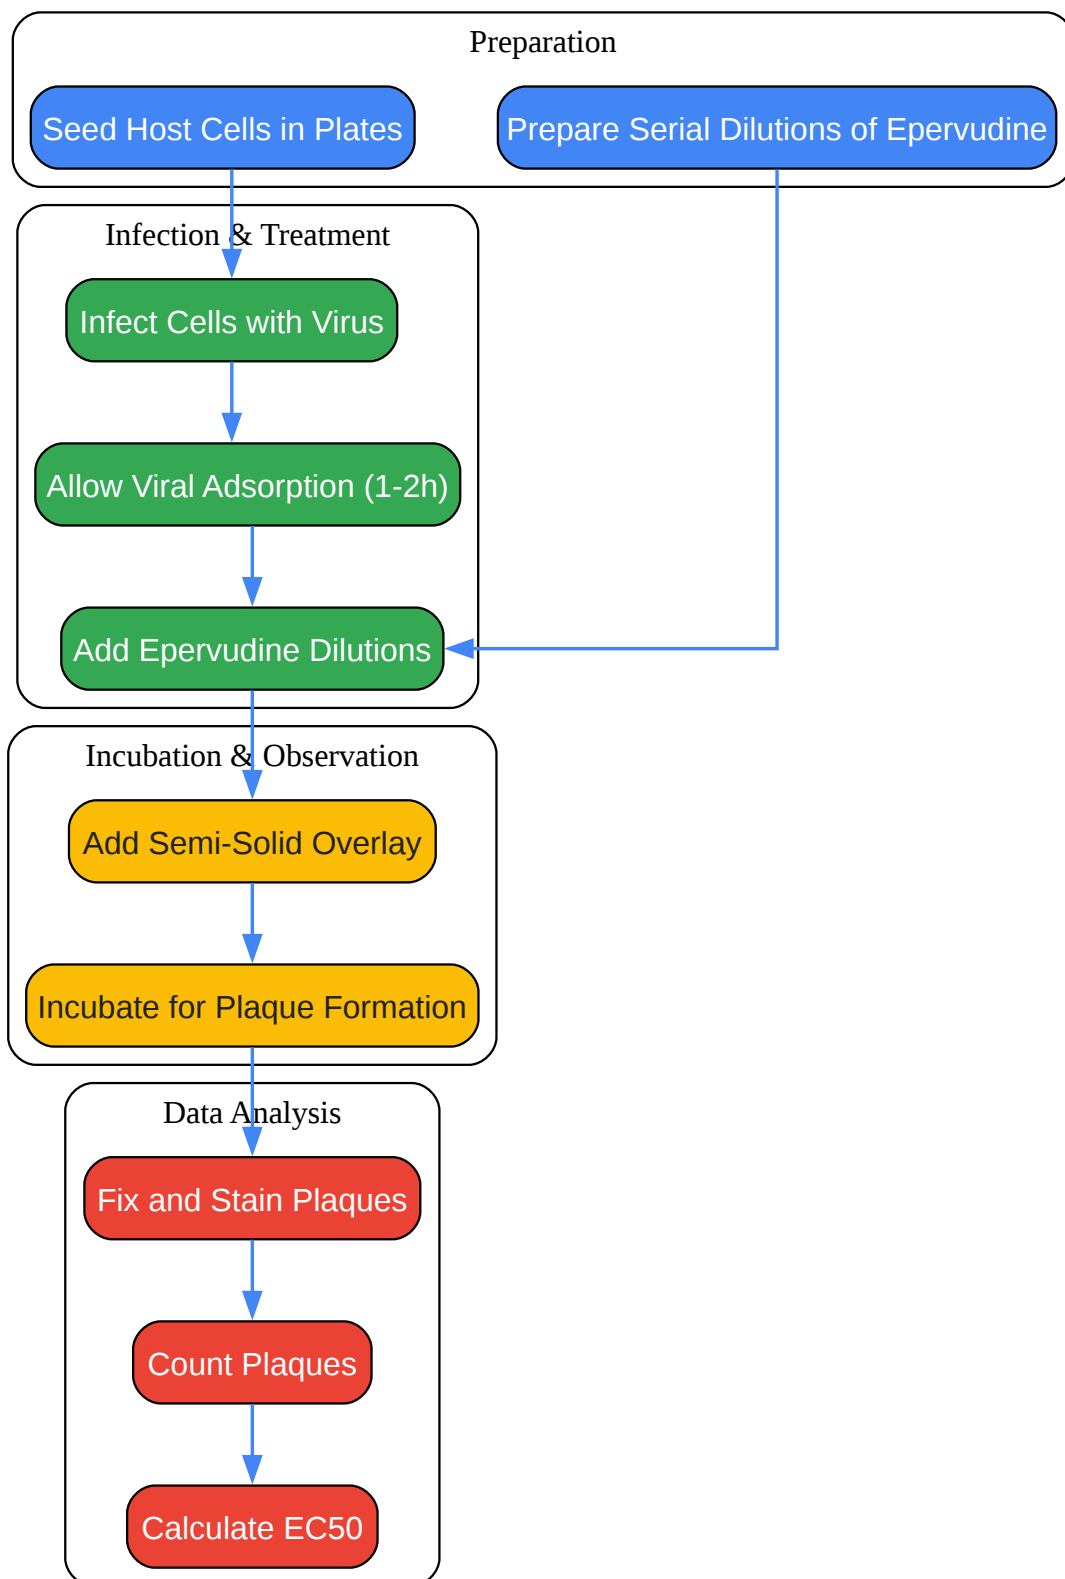 Preparation
Seed Host Cells in Plates
Prepare Serial Dilutions of Epervudine
Infection & Treatment
Infect Cells with Virus
Allow Viral Adsorption (1-2h)
Add Epervudine Dilutions
Incubation & Observation
Add Semi-Solid Overlay
Incubate for Plaque Formation
Data Analysis
Fix and Stain Plaques
Count Plaques
Calculate EC50